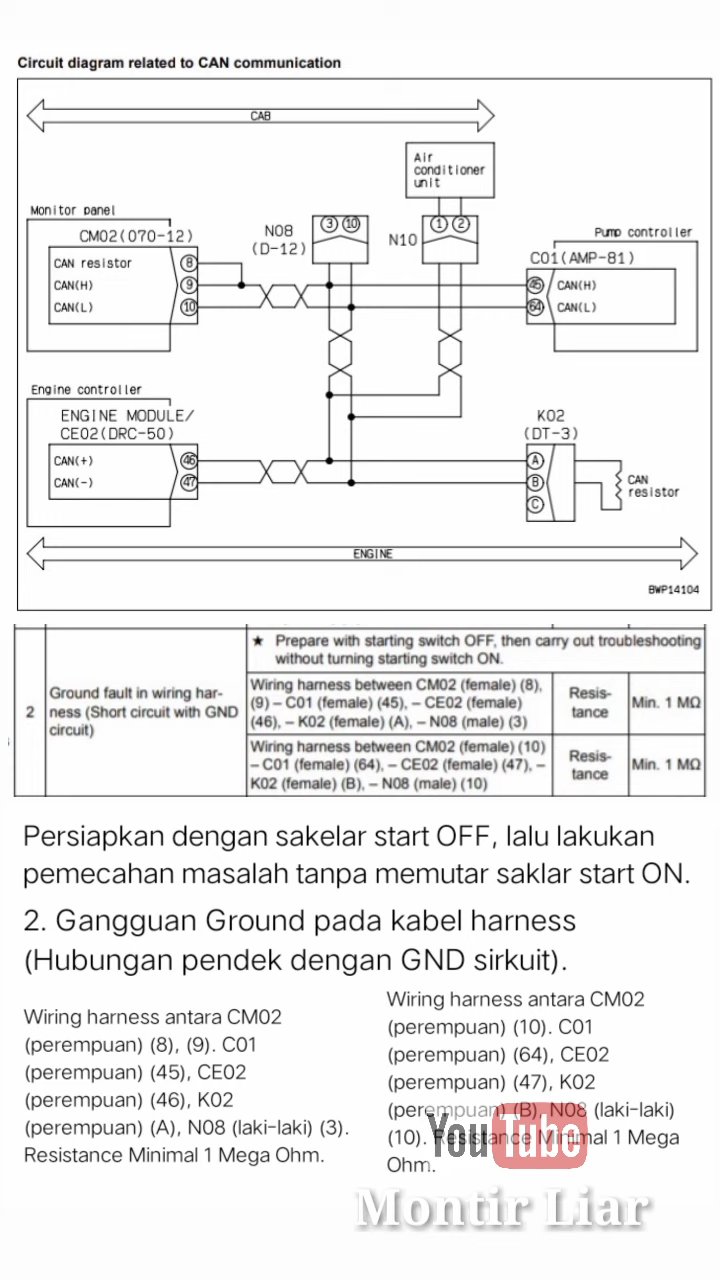 Circuit diagram related to CAN communication
CAB
Air
conditioner
unit
Monitor panel
CM02(070-12)
N08
(D-12)
3 10
N10
1 2
Pump controller
C01(AMP-81)
CAN resistor 8
CAN(H) 9
CAN(L) 10
45 CAN(H)
64 CAN(L)
Engine controller
ENGINE MODULE/
CE02(DRC-50)
K02
(DT-3)
CAN(+) 46
CAN(-) 47
A
B
C
CAN
resistor
ENGINE
BWP14104
★ Prepare with starting switch OFF, then carry out troubleshooting
without turning starting switch ON.
2
Ground fault in wiring har-
ness (Short circuit with GND
circuit)
Wiring harness between CM02 (female) (8),
(9) – C01 (female) (45), – CE02 (female)
(46), – K02 (female) (A), – N08 (male) (3)
Resis-
tance
Min. 1 MΩ
Wiring harness between CM02 (female) (10)
– C01 (female) (64), – CE02 (female) (47), –
K02 (female) (B), – N08 (male) (10)
Resis-
tance
Min. 1 MΩ
Persiapkan dengan sakelar start OFF, lalu lakukan
pemecahan masalah tanpa memutar saklar start ON.
2. Gangguan Ground pada kabel harness
(Hubungan pendek dengan GND sirkuit).
Wiring harness antara CM02
(perempuan) (8), (9). C01
(perempuan) (45), CE02
(perempuan) (46), K02
(perempuan) (A), N08 (laki-laki) (3).
Resistance Minimal 1 Mega Ohm.
Wiring harness antara CM02
(perempuan) (10). C01
(perempuan) (64), CE02
(perempuan) (47), K02
(perempuan) (B), N08 (laki-laki)
(10). Resistance Minimal 1 Mega
Ohm.
YouTube
Montir Liar